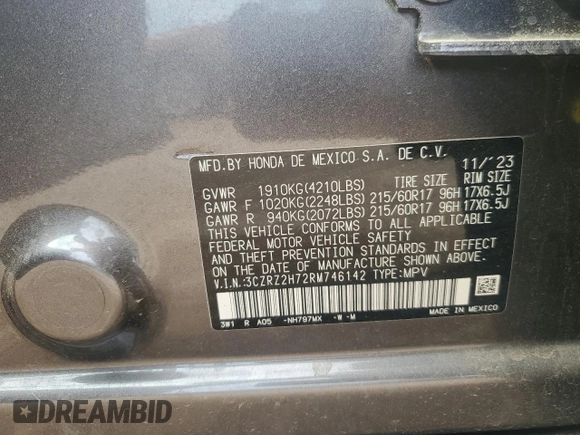 MFD.BY HONDA DE MEXICO S.A. DE C.V. 11/'23
GVWR 1910KG(4210LBS) TIRE SIZE RIM SIZE
GAWR F 1020KG(2248LBS) 215/60R17 96H 17X6.5J
GAWR R 940KG(2072LBS) 215/60R17 96H 17X6.5J
THIS VEHICLE CONFORMS TO ALL APPLICABLE
FEDERAL MOTOR VEHICLE SAFETY
AND THEFT PREVENTION STANDARDS IN EFFECT
ON THE DATE OF MANUFACTURE SHOWN ABOVE.
V.I.N.:3CZRZ2H72RM746142 TYPE:MPV
3W1 R A05 -NH797MX -W -M MADE IN MEXICO
DREAMBID